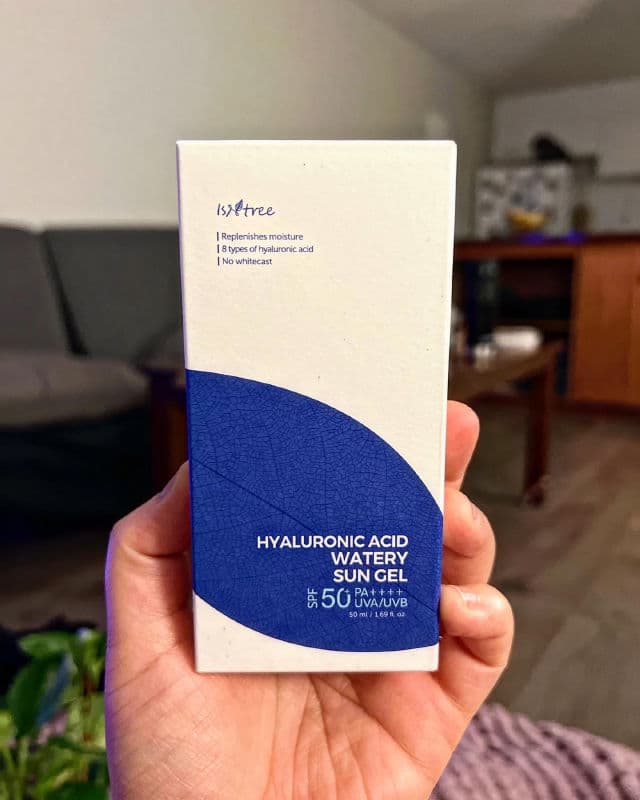 Isntree
Replenishes moisture
8 types of hyaluronic acid
No whitecast
HYALURONIC ACID
WATERY
SUN GEL
SPF 50+ PA++++
UVA/UVB
50 ml / 1.69 fl. oz.